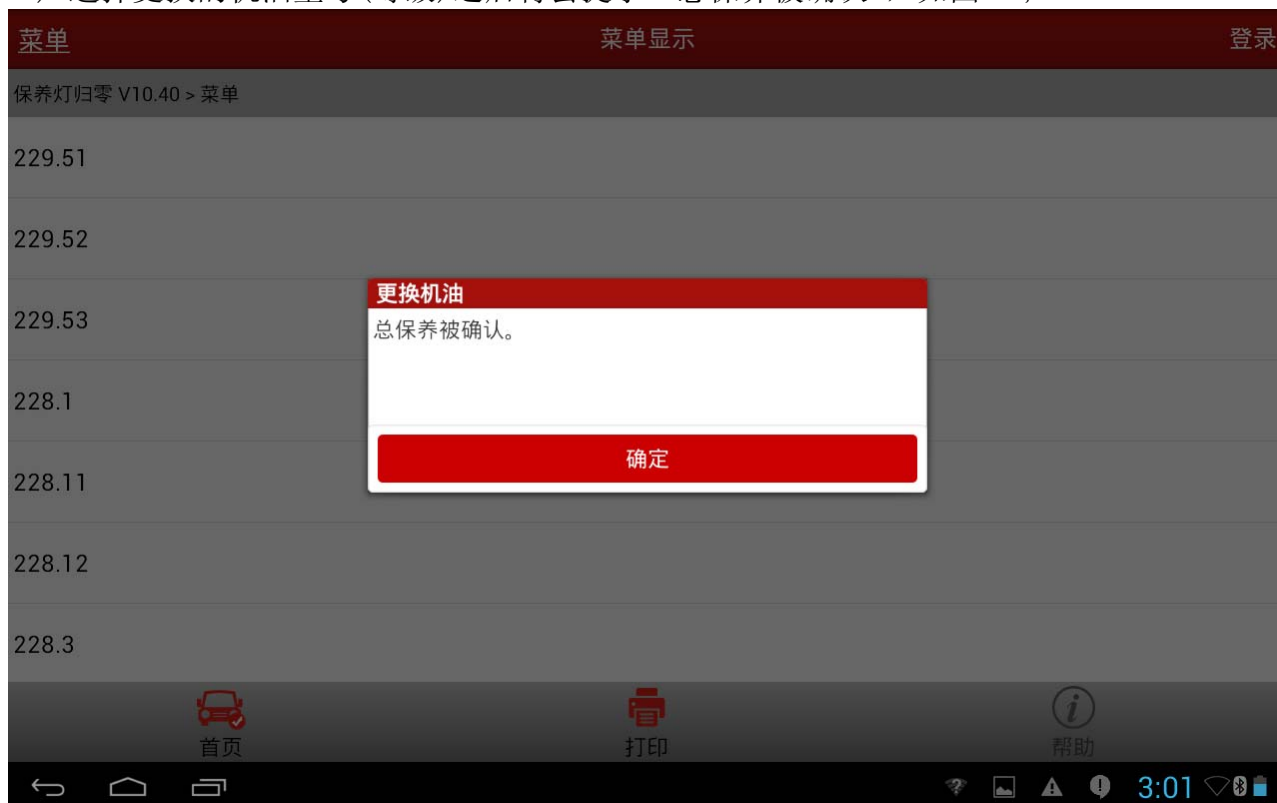 菜单
菜单显示
登录
保养灯归零 V10.40 > 菜单
229.51
229.52
229.53
228.1
228.11
228.12
228.3
更换机油
总保养被确认。
确定
首页
打印
帮助
3:01